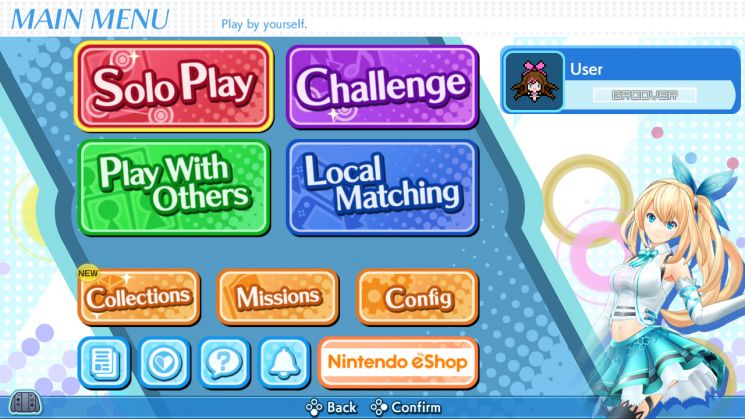 MAIN MENU
Play by yourself.
Solo Play
Challenge
User
GROOVER
Play With
Others
Local
Matching
NEW
Collections
Missions
Config
?
Nintendo eShop
Back
Confirm